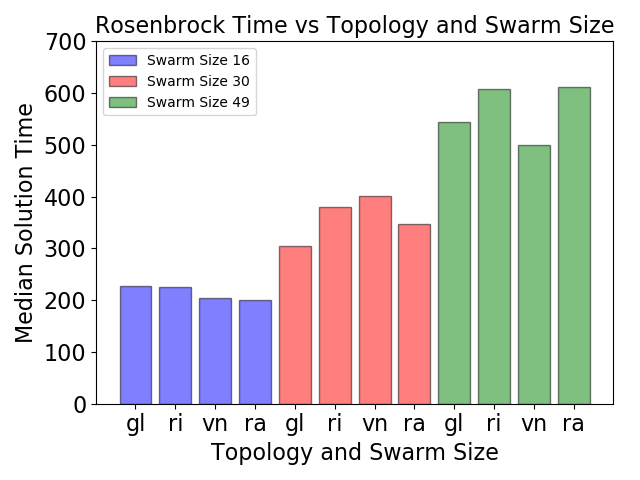 Rosenbrock Time vs Topology and Swarm Size
Swarm Size 16
Swarm Size 30
Swarm Size 49
Median Solution Time
700
600
500
400
300
200
100
0
gl ri vn ra gl ri vn ra gl ri vn ra
Topology and Swarm Size